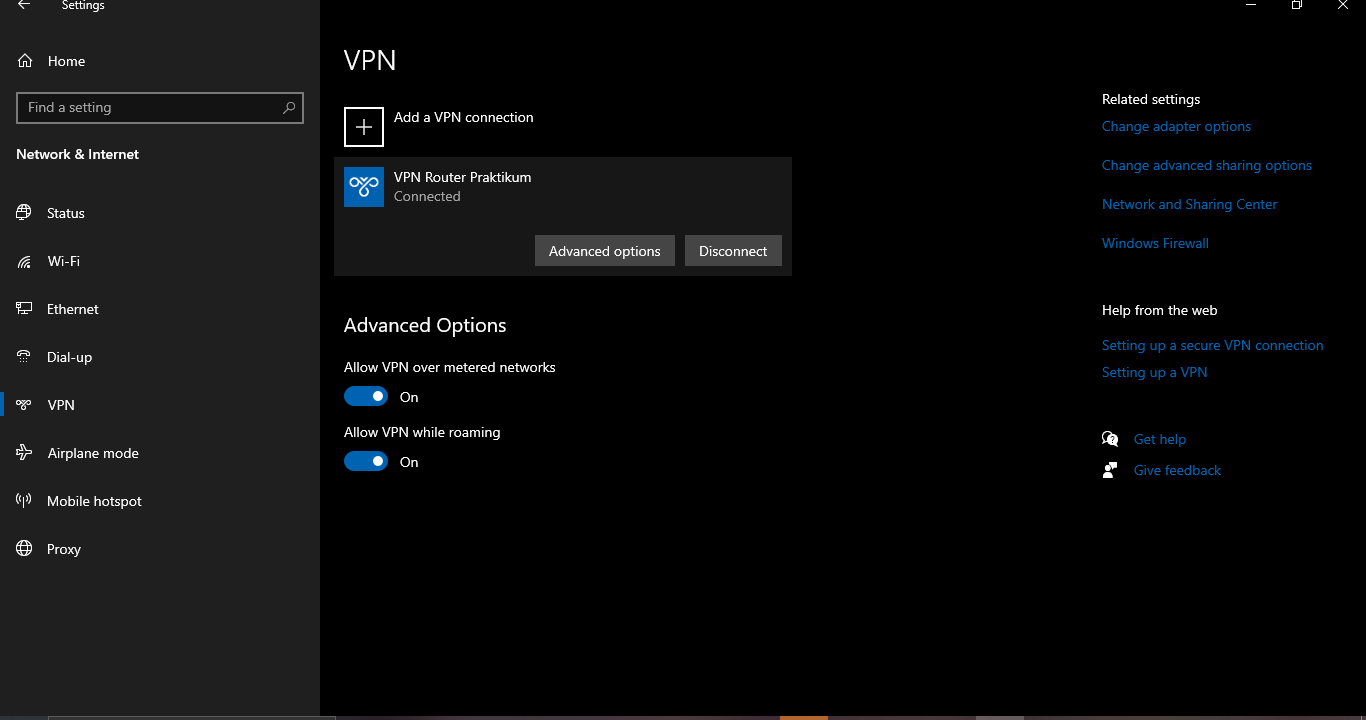 Settings
Home
Find a setting
Network & Internet
Status
Wi-Fi
Ethernet
Dial-up
VPN
Airplane mode
Mobile hotspot
Proxy
VPN
Add a VPN connection
VPN Router Praktikum
Connected
Advanced options
Disconnect
Advanced Options
Allow VPN over metered networks
On
Allow VPN while roaming
On
Related settings
Change adapter options
Change advanced sharing options
Network and Sharing Center
Windows Firewall
Help from the web
Setting up a secure VPN connection
Setting up a VPN
Get help
Give feedback